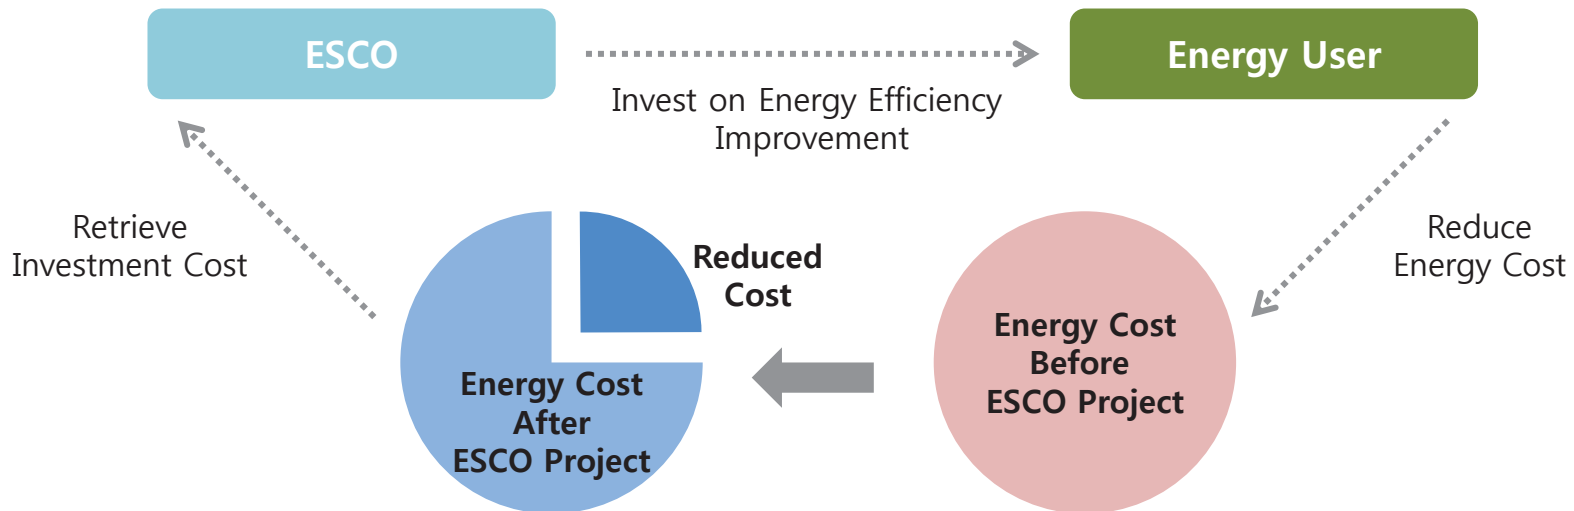 ESCO
Energy User
Invest on Energy Efficiency
Improvement
Retrieve
Investment Cost
Reduced
Cost
Reduce
Energy Cost
Energy Cost
After
ESCO Project
Energy Cost
Before
ESCO Project